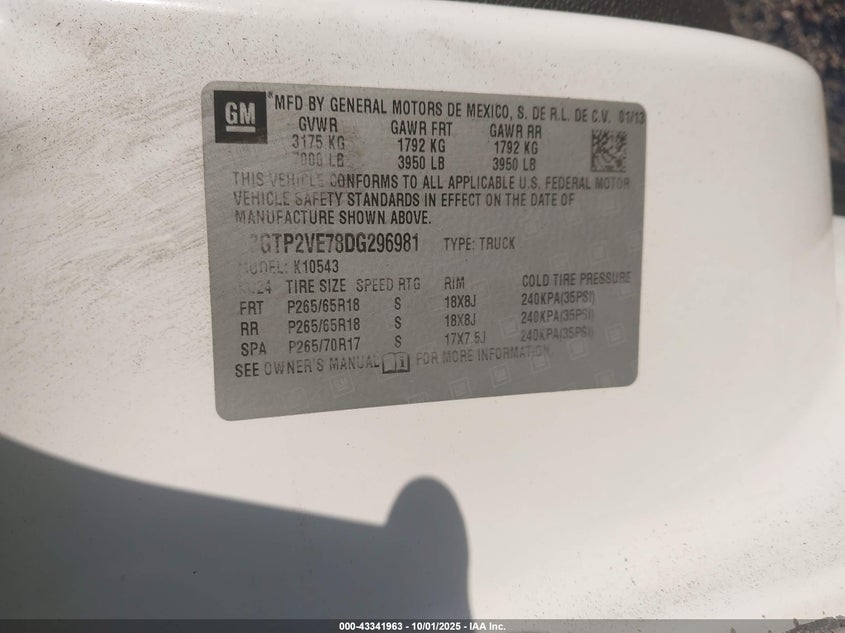 GM
*MFD BY GENERAL MOTORS DE MEXICO, S. DE R.L. DE C.V. 01/13
GVWR GAWR FRT GAWR RR
3175 KG 1792 KG 1792 KG
7000 LB 3950 LB 3950 LB
THIS VEHICLE CONFORMS TO ALL APPLICABLE U.S. FEDERAL MOTOR
VEHICLE SAFETY STANDARDS IN EFFECT ON THE DATE OF
MANUFACTURE SHOWN ABOVE.
3GTP2VE78DG296981 TYPE: TRUCK
MODEL: K10543
TIRE SIZE SPEED RTG RIM COLD TIRE PRESSURE
FRT P265/65R18 S 18X8J 240KPA(35PSI)
RR P265/65R18 S 18X8J 240KPA(35PSI)
SPA P265/70R17 S 17X7.5J 240KPA(35PSI)
SEE OWNER'S MANUAL FOR MORE INFORMATION
000-43341963 - 10/01/2025 - IAA Inc.